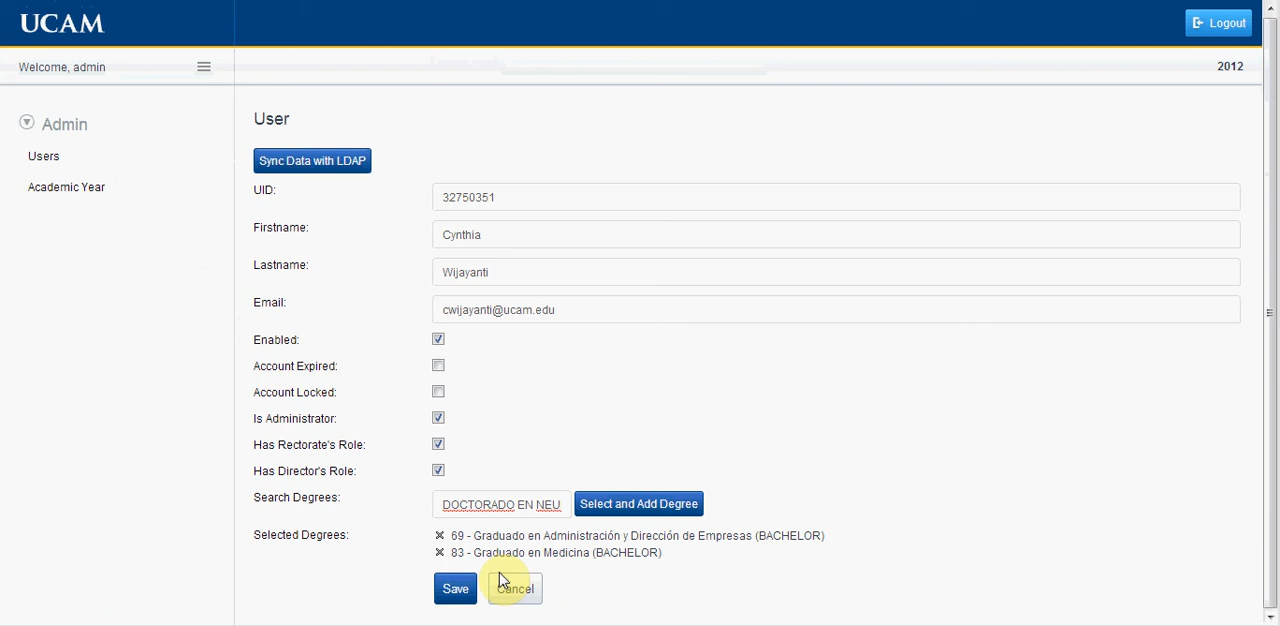 UCAM
Logout
Welcome, admin
2012
Admin
Users
Academic Year
User
Sync Data with LDAP
UID:
32750351
Firstname:
Cynthia
Lastname:
Wijayanti
Email:
cwijayanti@ucam.edu
Enabled:
Account Expired:
Account Locked:
Is Administrator:
Has Rectorate's Role:
Has Director's Role:
Search Degrees:
DOCTORADO EN NEU
Select and Add Degree
Selected Degrees:
69 - Graduado en Administración y Dirección de Empresas (BACHELOR)
83 - Graduado en Medicina (BACHELOR)
Save
Cancel